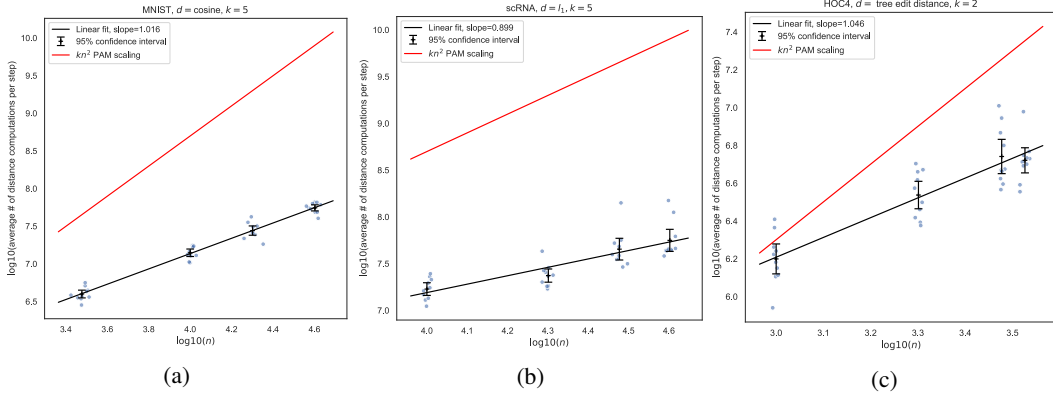 MNIST, d = cosine, k = 5
Linear fit, slope=1.016
95% confidence interval
kn² PAM scaling
log10(average # of distance computations per step)
10.0
9.5
9.0
8.5
8.0
7.5
7.0
6.5
3.4 3.6 3.8 4.0 4.2 4.4 4.6
log10(n)
(a)
scRNA, d = l₁, k = 5
Linear fit, slope=0.899
95% confidence interval
kn² PAM scaling
log10(average # of distance computations per step)
10.0
9.5
9.0
8.5
8.0
7.5
7.0
4.0 4.1 4.2 4.3 4.4 4.5 4.6
log10(n)
(b)
HOC4, d = tree edit distance, k = 2
Linear fit, slope=1.046
95% confidence interval
kn² PAM scaling
log10(average # of distance computations per step)
7.4
7.2
7.0
6.8
6.6
6.4
6.2
6.0
3.0 3.1 3.2 3.3 3.4 3.5
log10(n)
(c)